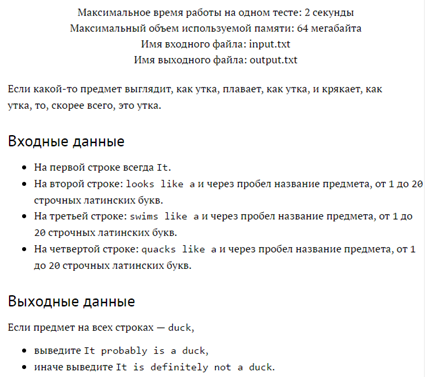 Максимальное время работы на одном тесте: 2 секунды
Максимальный объем используемой памяти: 64 мегабайта
Имя входного файла: input.txt
Имя выходного файла: output.txt
Если какой-то предмет выглядит, как утка, плавает, как утка, и крякает, как
утка, то, скорее всего, это утка.
Входные данные
• На первой строке всегда It.
• На второй строке: looks like a и через пробел название предмета, от 1 до 20
строчных латинских букв.
• На третьей строке: swims like a и через пробел название предмета, от 1 до
20 строчных латинских букв.
• На четвертой строке: quacks like a и через пробел название предмета, от 1
до 20 строчных латинских букв.
Выходные данные
Если предмет на всех строках — duck,
• выведите It probably is a duck,
• иначе выведите It is definitely not a duck.